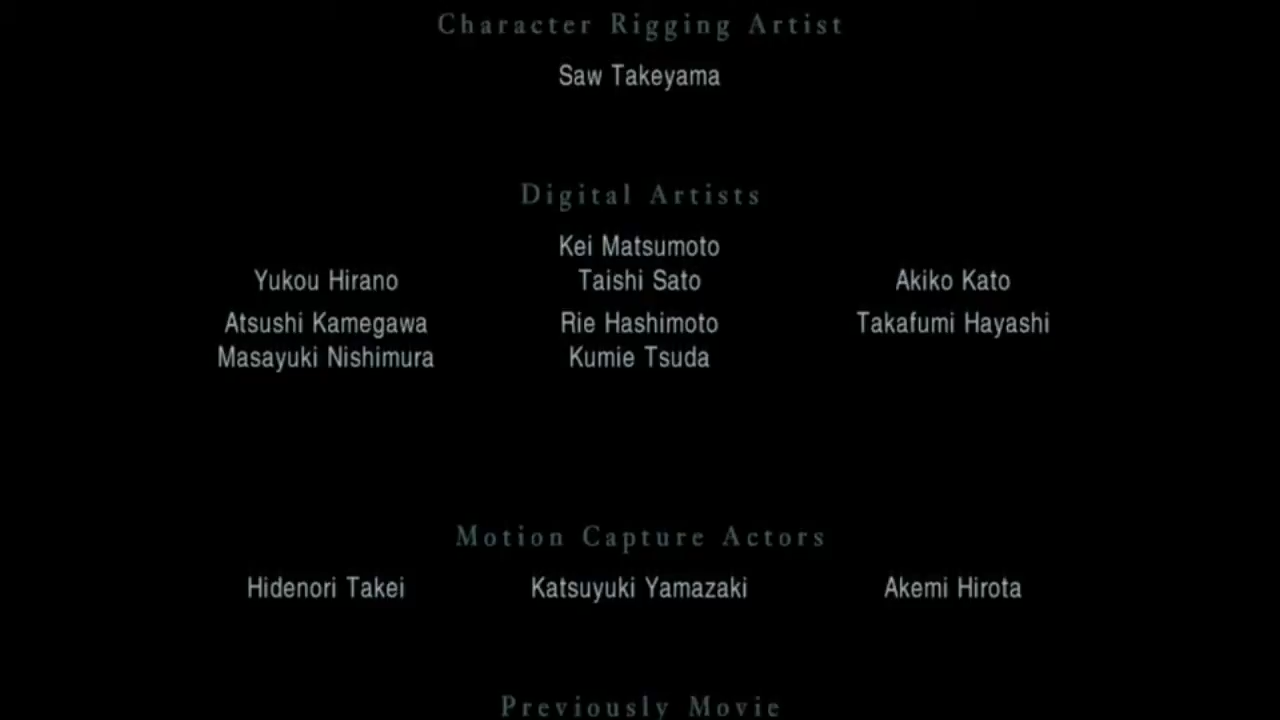 Character Rigging Artist
Saw Takeyama
Digital Artists
Kei Matsumoto
Yukou Hirano Taishi Sato Akiko Kato
Atsushi Kamegawa Rie Hashimoto Takafumi Hayashi
Masayuki Nishimura Kumie Tsuda
Motion Capture Actors
Hidenori Takei Katsuyuki Yamazaki Akemi Hirota
Previously Movie